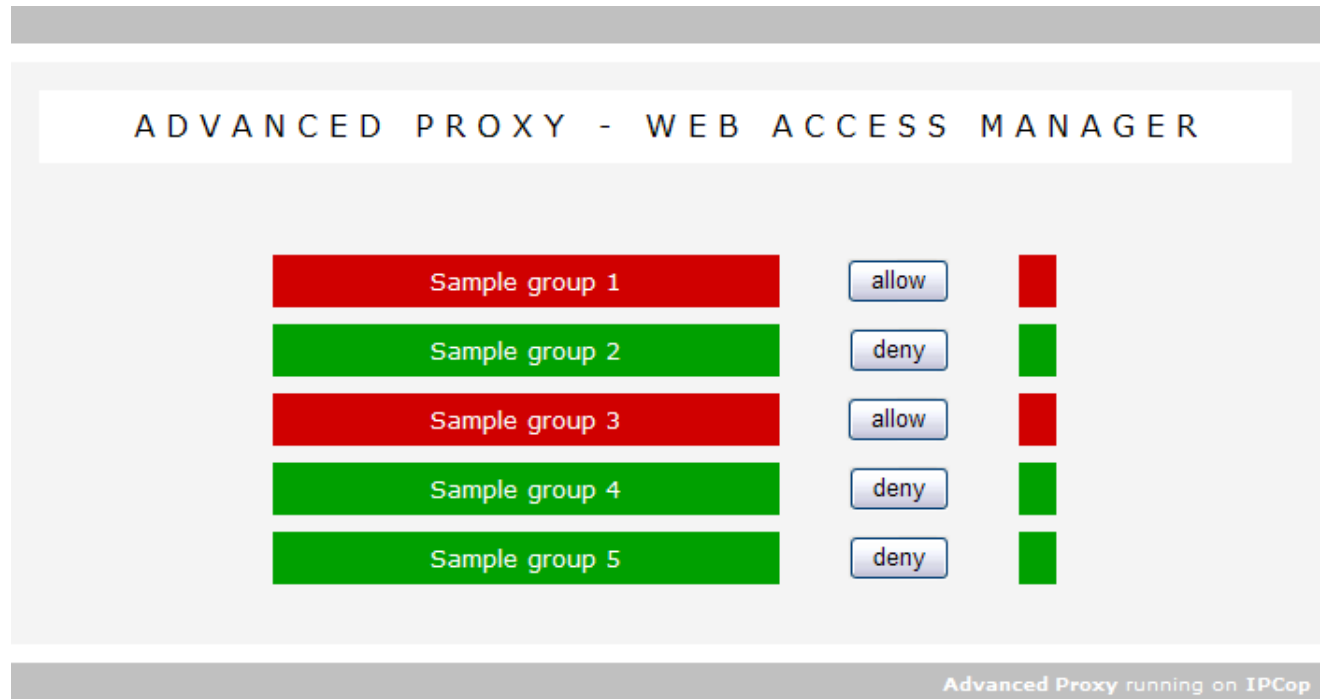 ADVANCED PROXY - WEB ACCESS MANAGER
Sample group 1 allow
Sample group 2 deny
Sample group 3 allow
Sample group 4 deny
Sample group 5 deny
Advanced Proxy running on IPCop